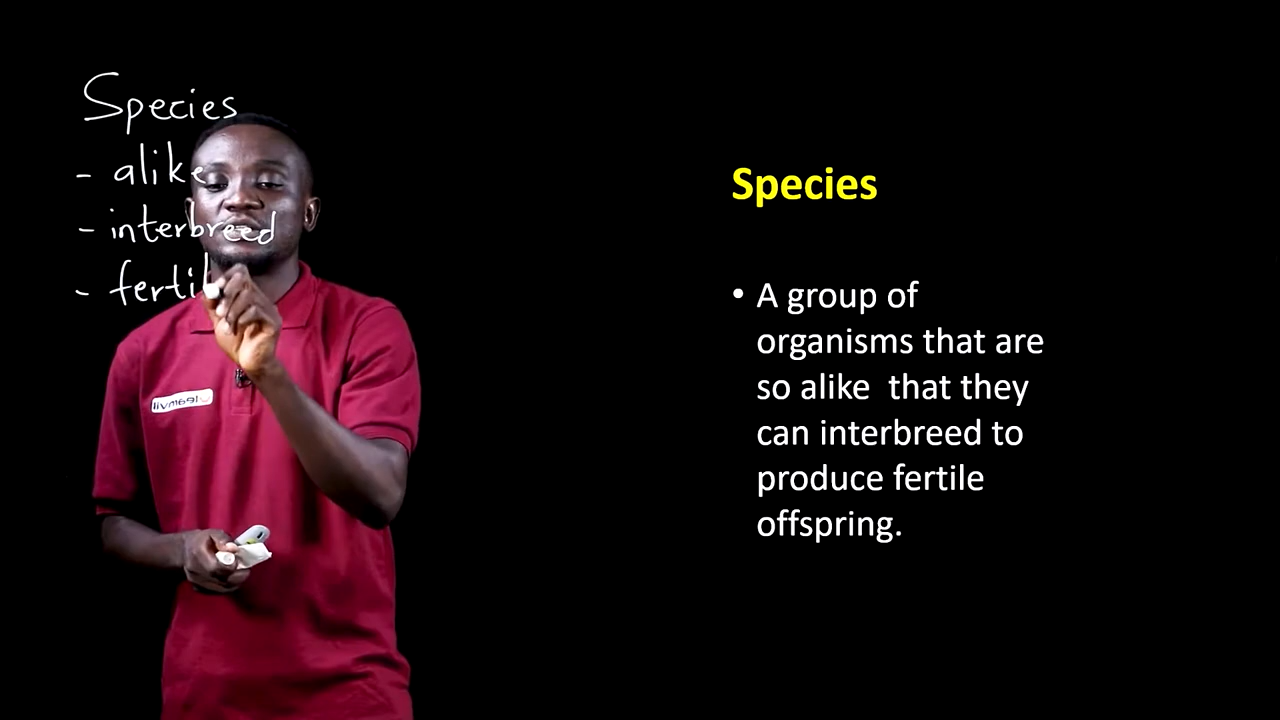 Species
- alike
- interbreed
- fertil
Species
• A group of
organisms that are
so alike that they
can interbreed to
produce fertile
offspring.